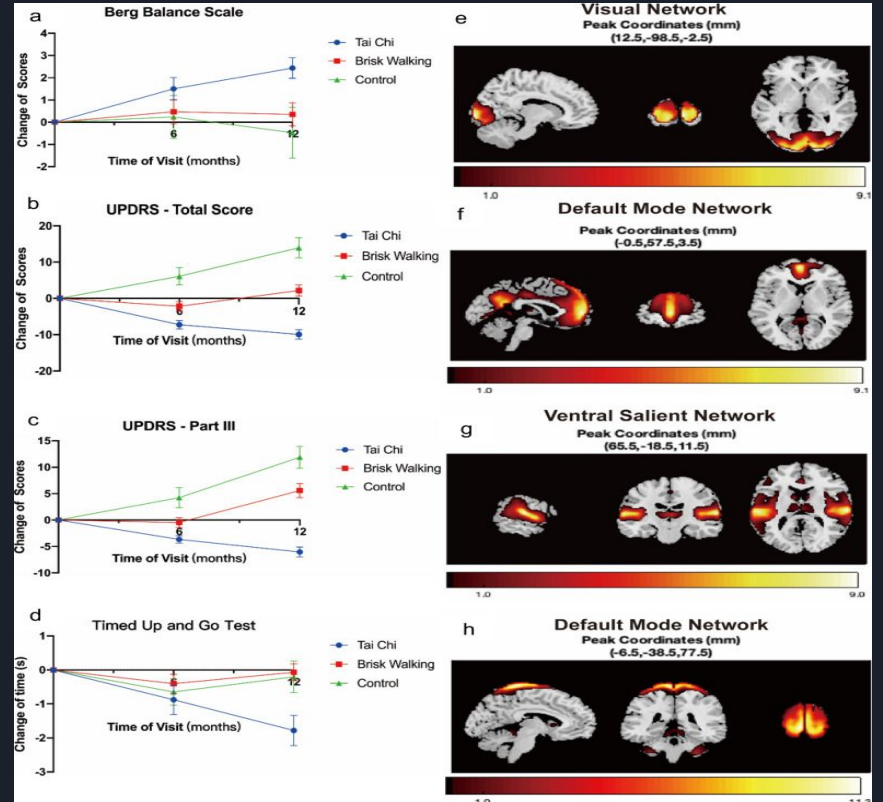 a
Berg Balance Scale
4
3
2
1
0
-1
-2
Change of Scores
6
12
Time of Visit (months)
Tai Chi
Brisk Walking
Control
b
UPDRS - Total Score
20
10
0
-10
-20
Change of Scores
6
12
Time of Visit (months)
Tai Chi
Brisk Walking
Control
c
UPDRS - Part III
15
10
5
0
-5
-10
Change of Scores
6
12
Time of Visit (months)
Tai Chi
Brisk Walking
Control
d
Timed Up and Go Test
1
0
-1
-2
-3
Change of time (s)
12
Time of Visit (months)
Tai Chi
Brisk Walking
Control
e
Visual Network
Peak Coordinates (mm)
(12.5,-98.5,-2.5)
1.0
9.1
f
Default Mode Network
Peak Coordinates (mm)
(-0.5,57.5,3.5)
1.0
9.1
g
Ventral Salient Network
Peak Coordinates (mm)
(65.5,-18.5,11.5)
1.0
9.0
h
Default Mode Network
Peak Coordinates (mm)
(-6.5,-38.5,77.5)